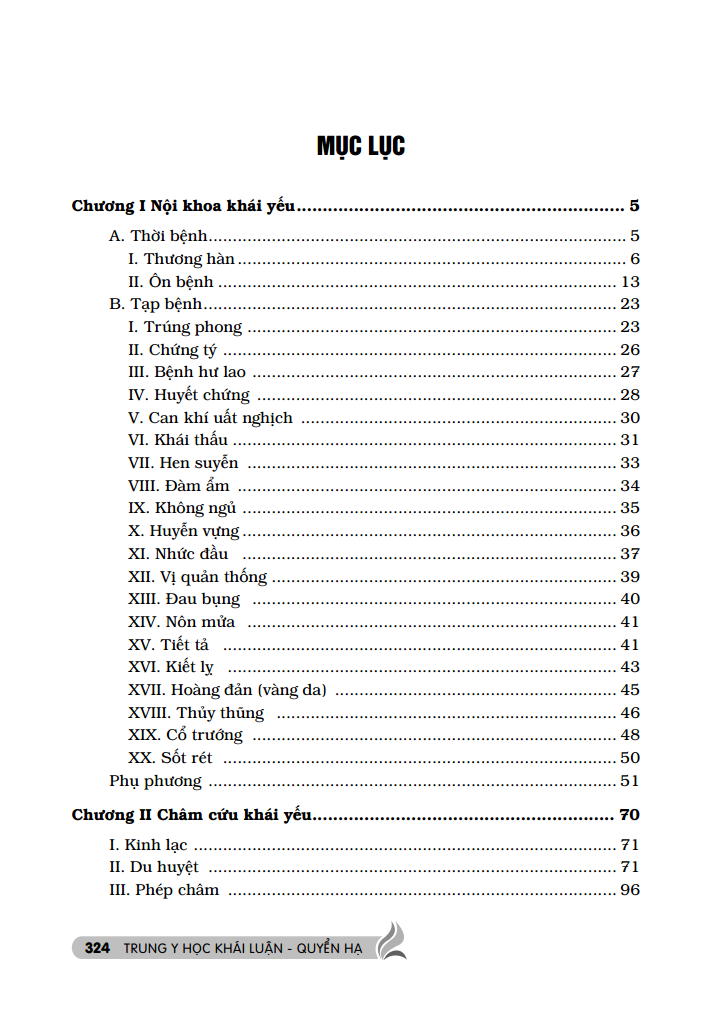 MỤC LỤC
Chương I Nội khoa khái yếu................................................................ 5
A. Thời bệnh................................................................................... 5
I. Thương hàn ............................................................................. 6
II. Ôn bệnh ............................................................................... 13
B. Tạp bệnh.................................................................................. 23
I. Trúng phong ......................................................................... 23
II. Chứng tý .............................................................................. 26
III. Bệnh hư lao ........................................................................ 27
IV. Huyết chứng ....................................................................... 28
V. Can khí uất nghịch ............................................................... 30
VI. Khái thấu ............................................................................ 31
VII. Hen suyễn ......................................................................... 33
VIII. Đàm ẩm ........................................................................... 34
IX. Không ngủ .......................................................................... 35
X. Huyễn vựng .......................................................................... 36
XI. Nhức đầu .......................................................................... 37
XII. Vị quản thống .................................................................... 39
XIII. Đau bụng ........................................................................ 40
XIV. Nôn mửa ......................................................................... 41
XV. Tiết tả .............................................................................. 41
XVI. Kiết lỵ ............................................................................. 43
XVII. Hoàng đản (vàng da) ........................................................ 45
XVIII. Thủy thũng .................................................................... 46
XIX. Cổ trướng ........................................................................ 48
XX. Sốt rét .............................................................................. 50
Phụ phương ................................................................................. 51
Chương II Châm cứu khái yếu.......................................................... 70
I. Kinh lạc .................................................................................... 71
II. Du huyệt ................................................................................. 71
III. Phép châm ............................................................................. 96
324 TRUNG Y HỌC KHÁI LUẬN - QUYỂN HẠ